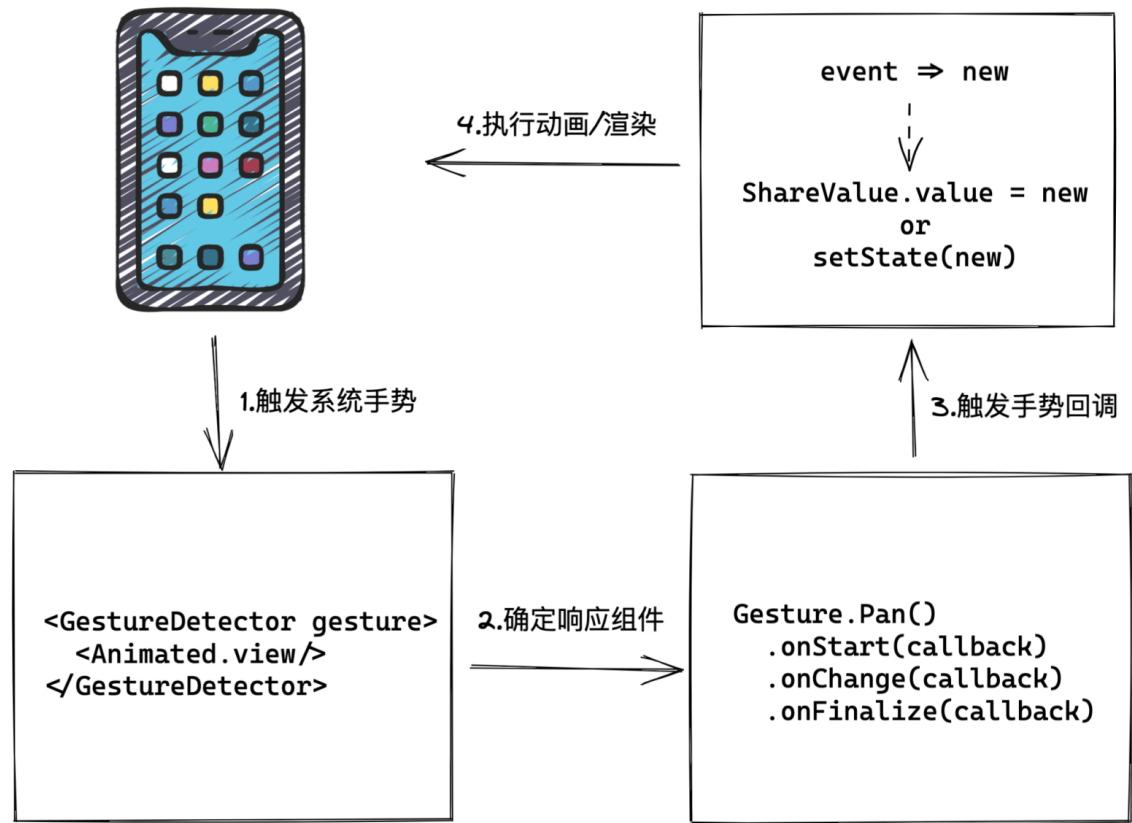 event => new
4.执行动画/渲染
ShareValue.value = new
or
setState(new)
1.触发系统手势
3.触发手势回调
<GestureDetector gesture>
<Animated.view/>
</GestureDetector>
2.确定响应组件
Gesture.Pan()
.onStart(callback)
.onChange(callback)
.onFinalize(callback)